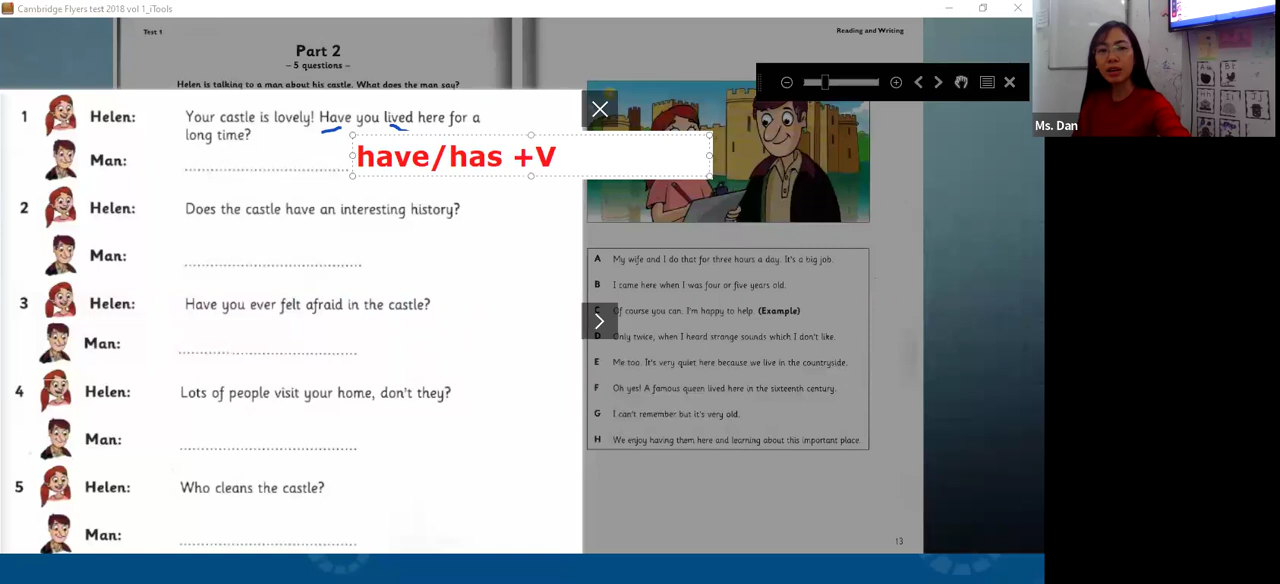 Cambridge Flyers test 2018 vol 1_iTools
Test 1
Part 2
– 5 questions –
Helen is talking to a man about his castle. What does the man say?
1 Helen: Your castle is lovely! Have you lived here for a
long time?
Man:
have/has +V
2 Helen: Does the castle have an interesting history?
Man:
3 Helen: Have you ever felt afraid in the castle?
Man:
4 Helen: Lots of people visit your home, don't they?
Man:
5 Helen: Who cleans the castle?
Man:
Reading and Writing
A My wife and I do that for three hours a day. It's a big job.
B I came here when I was four or five years old.
C Of course you can. I'm happy to help. (Example)
D Only twice, when I heard strange sounds which I don't like.
E Me too. It's very quiet here because we live in the countryside.
F Oh yes! A famous queen lived here in the sixteenth century.
G I can't remember but it's very old.
H We enjoy having them here and learning about this important place.
13
Ms. Dan